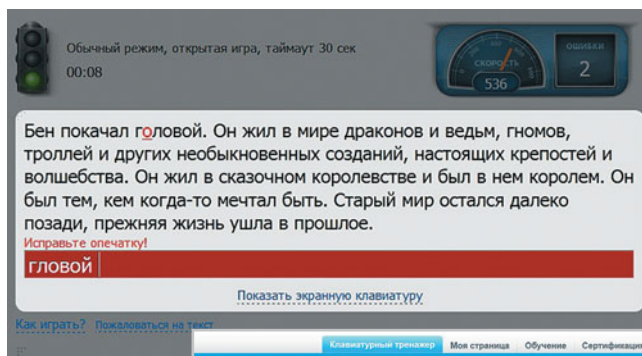 Обычный режим, открытая игра, таймаут 30 сек
00:08
СКОРОСТЬ
536
ОШИБКИ
2
Бен покачал головой. Он жил в мире драконов и ведьм, гномов,
троллей и других необыкновенных созданий, настоящих крепостей и
волшебства. Он жил в сказочном королевстве и был в нем королем. Он
был тем, кем когда-то мечтал быть. Старый мир остался далеко
позади, прежняя жизнь ушла в прошлое.
Исправьте опечатку!
гловой
Показать экранную клавиатуру
Как играть? Пожаловаться на текст
Клавиатурный тренажер Моя страница Обучение Сертификация